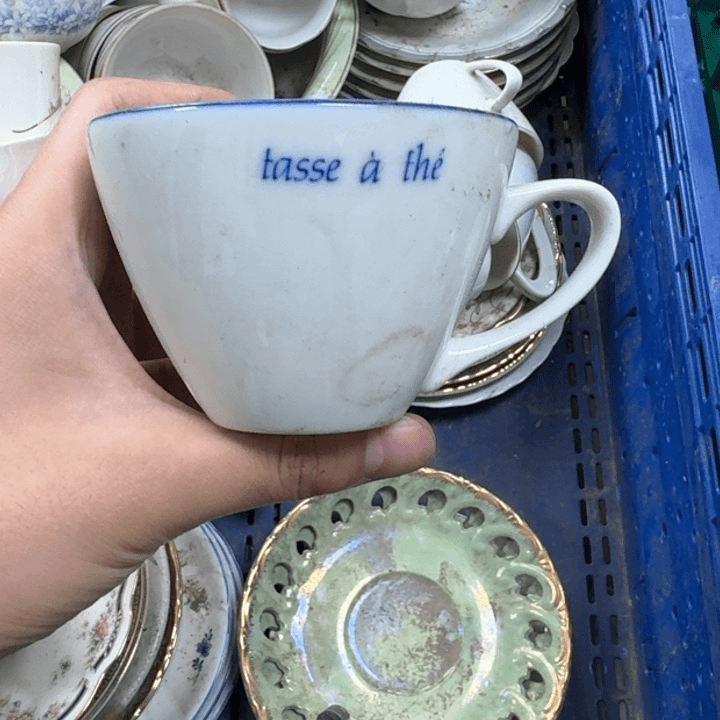 tasse à thé